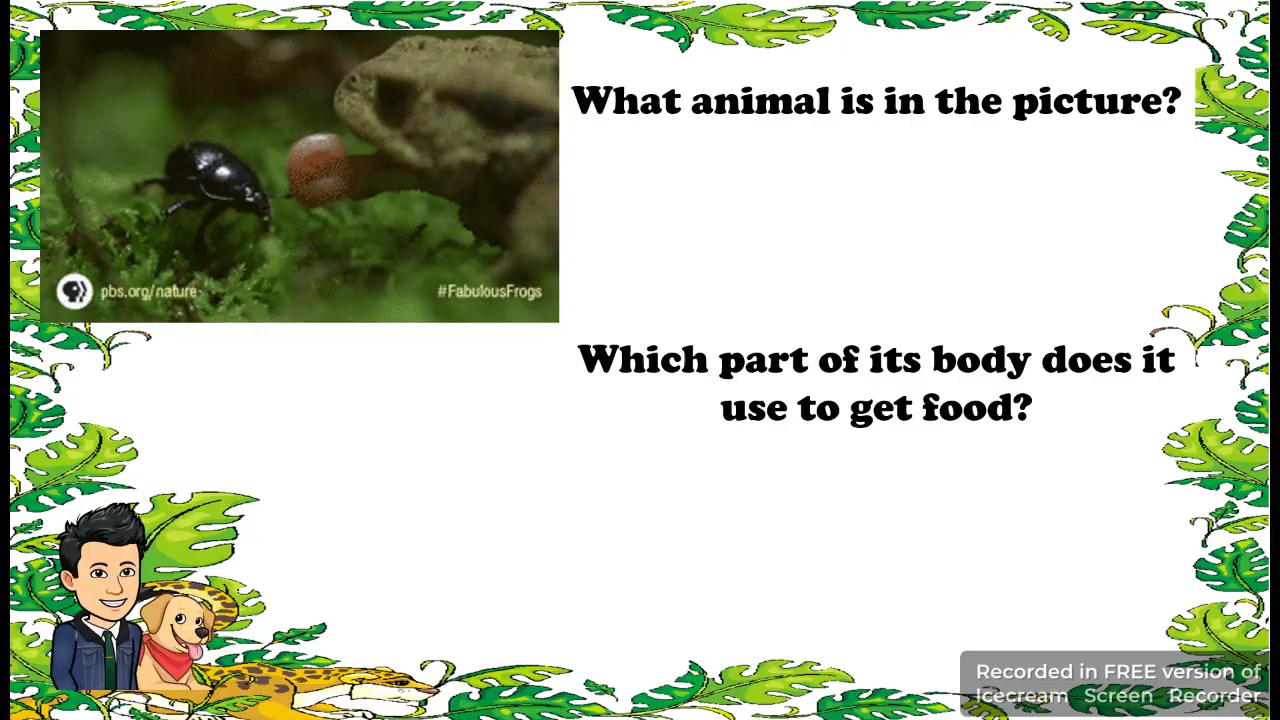 What animal is in the picture?
pbs.org/nature
#FabulousFrogs
Which part of its body does it
use to get food?
Recorded in FREE version of
Icecream Screen Recorder